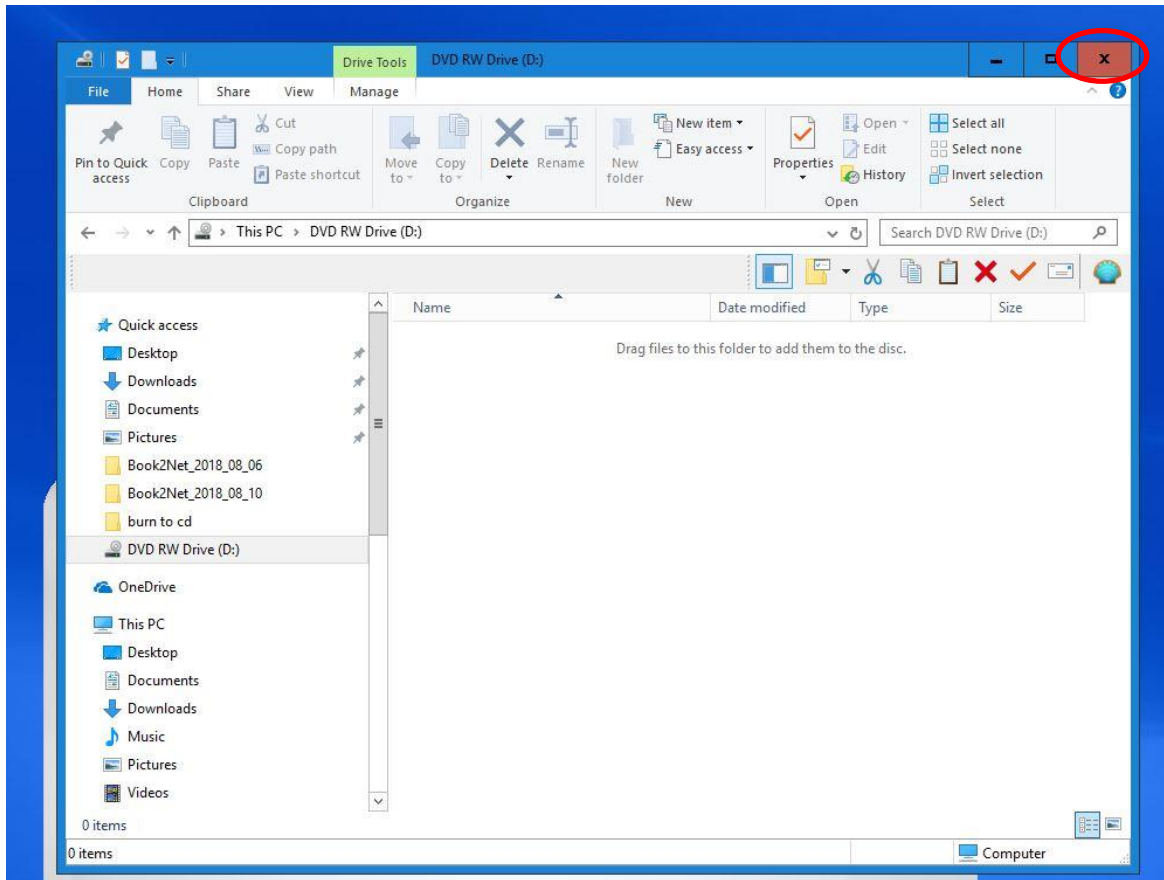 Drive Tools DVD RW Drive (D:)
File Home Share View Manage
Pin to Quick access
Copy
Paste
Cut
Copy path
Paste shortcut
Move to
Copy to
Delete
Rename
New folder
New item
Easy access
Properties
Open
Edit
History
Select all
Select none
Invert selection
Clipboard Organize New Open Select
This PC > DVD RW Drive (D:)
Search DVD RW Drive (D:)
Name Date modified Type Size
Drag files to this folder to add them to the disc.
Quick access
Desktop
Downloads
Documents
Pictures
Book2Net_2018_08_06
Book2Net_2018_08_10
burn to cd
DVD RW Drive (D:)
OneDrive
This PC
Desktop
Documents
Downloads
Music
Pictures
Videos
0 items
0 items
Computer